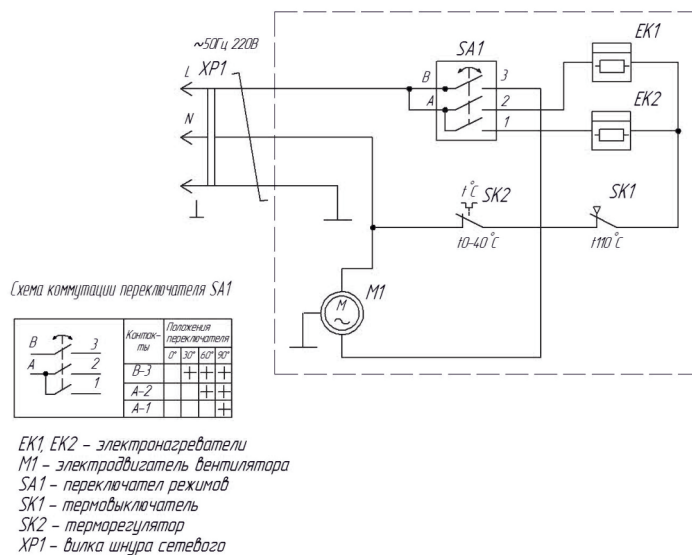 ~50Гц 220В
L
XP1
N
SA1
B
3
A
2
1
EK1
EK2
t°C
SK2
t0-40°C
SK1
t110°C
M
~
M1
Схема коммутации переключателя SA1
B
3
A
2
1
Контак-
ты
Положения
переключателя
0° 30° 60° 90°
B-3 + + +
A-2 + +
A-1 +
EK1, EK2 – электронагреватели
M1 – электродвигатель вентилятора
SA1 – переключател режимов
SK1 – термовыключатель
SK2 – терморегулятор
XP1 – вилка шнура сетевого